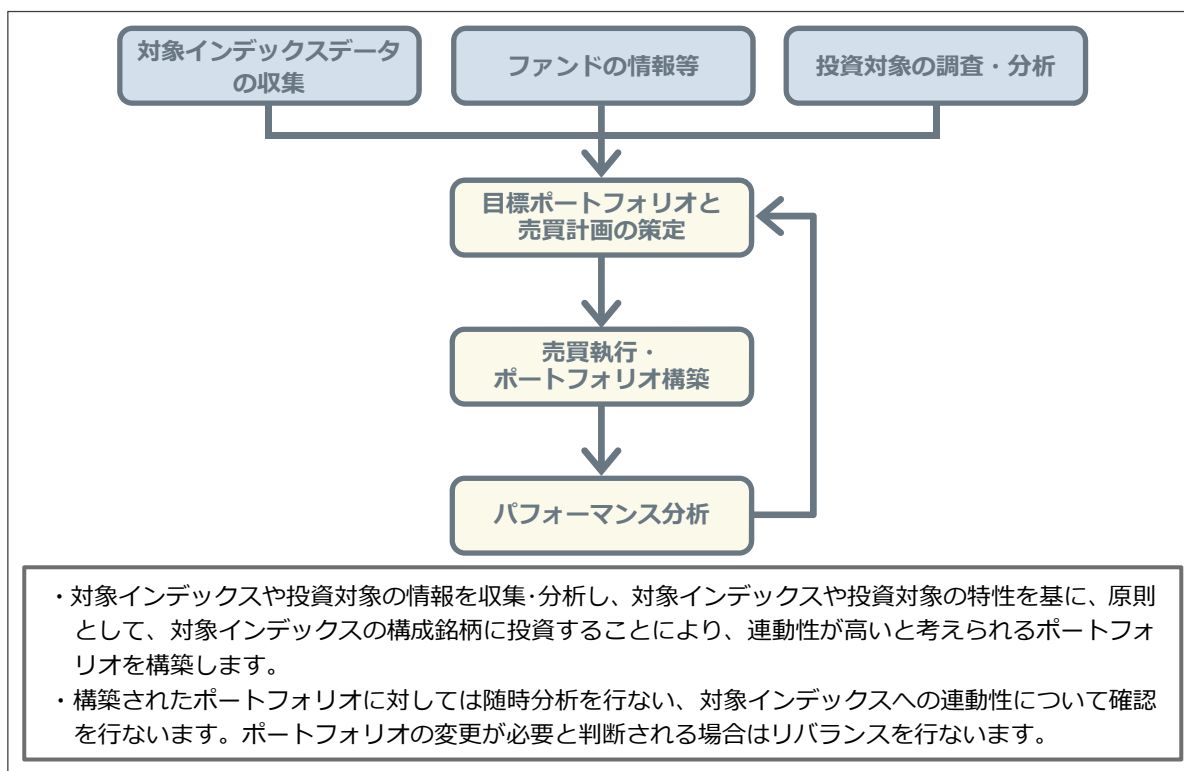 対象インデックスデータ
の収集
ファンドの情報等
投資対象の調査・分析
目標ポートフォリオと
売買計画の策定
売買執行・
ポートフォリオ構築
パフォーマンス分析
・対象インデックスや投資対象の情報を収集・分析し、対象インデックスや投資対象の特性を基に、原則
として、対象インデックスの構成銘柄に投資することにより、連動性が高いと考えられるポートフォ
リオを構築します。
・構築されたポートフォリオに対しては随時分析を行ない、対象インデックスへの連動性について確認
を行ないます。ポートフォリオの変更が必要と判断される場合はリバランスを行ないます。